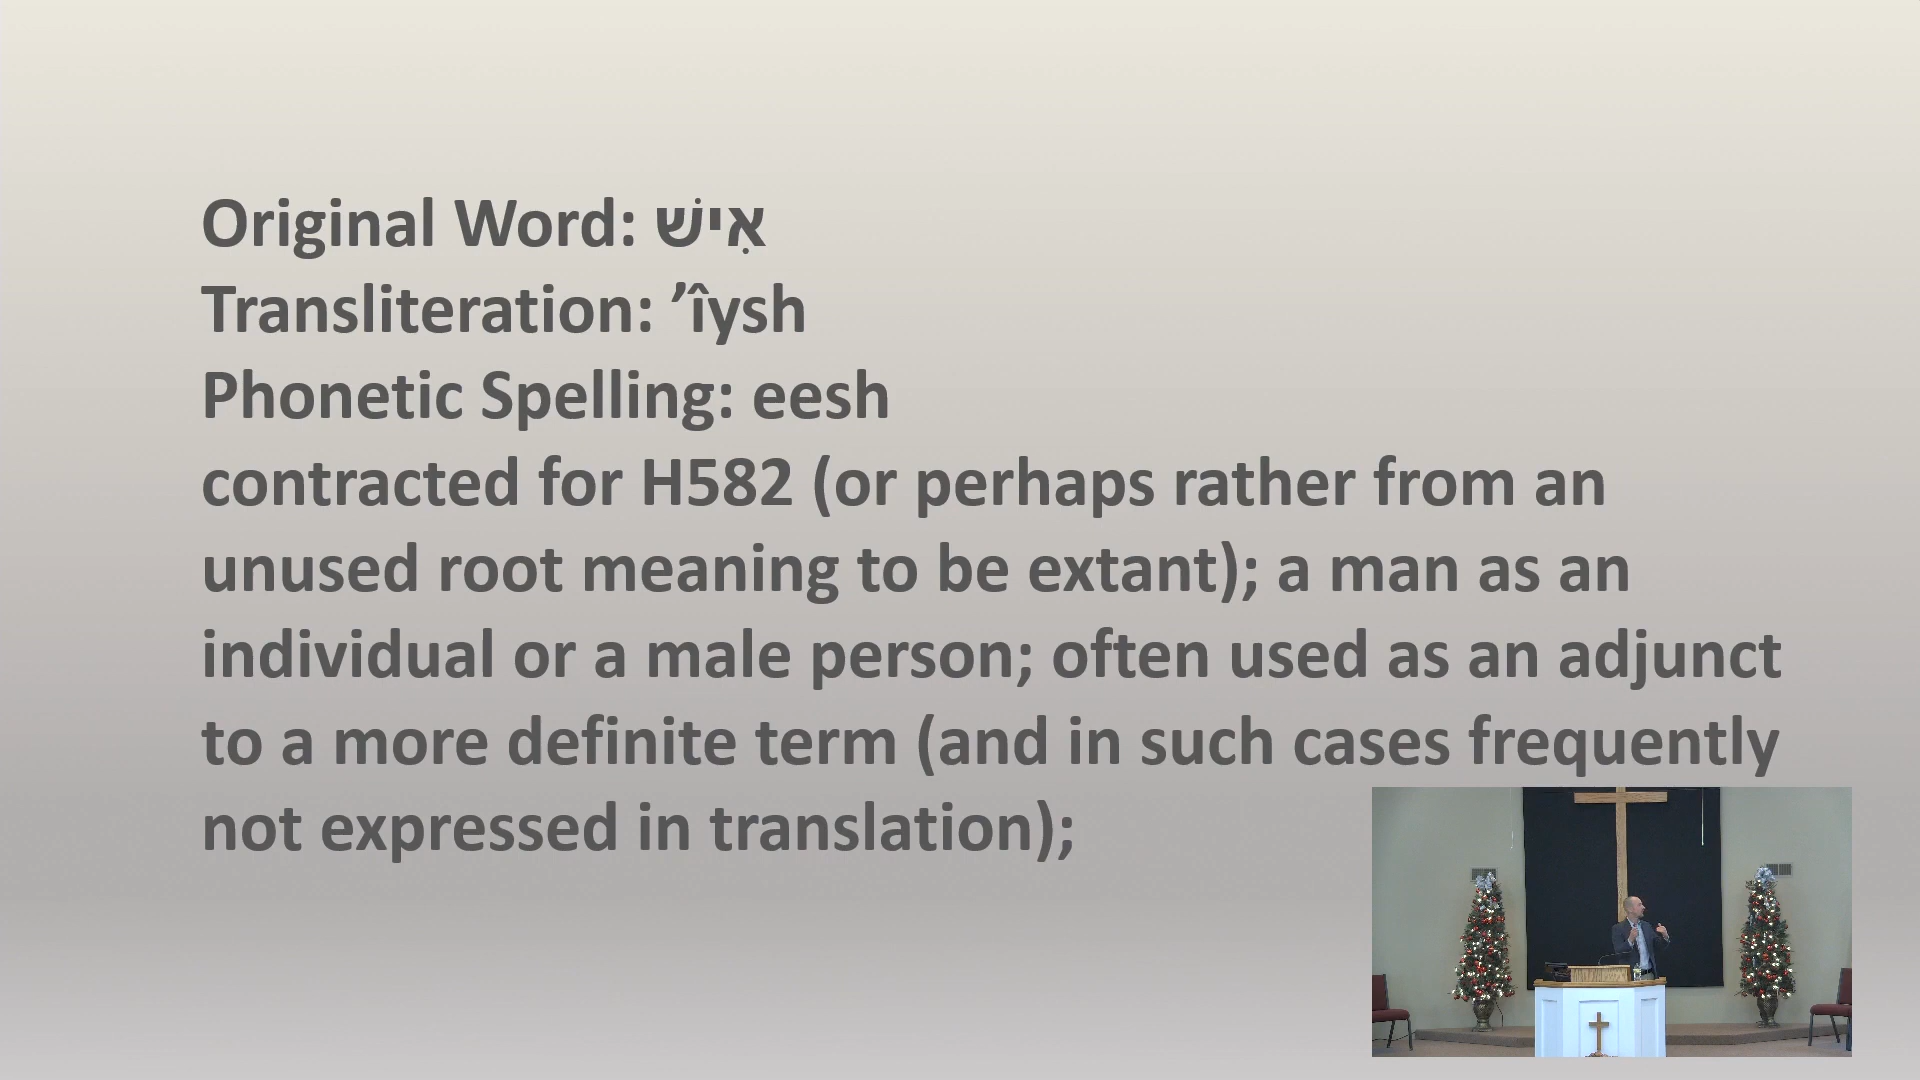 Original Word: אִישׁ
Transliteration: ’îysh
Phonetic Spelling: eesh
contracted for H582 (or perhaps rather from an
unused root meaning to be extant); a man as an
individual or a male person; often used as an adjunct
to a more definite term (and in such cases frequently
not expressed in translation);